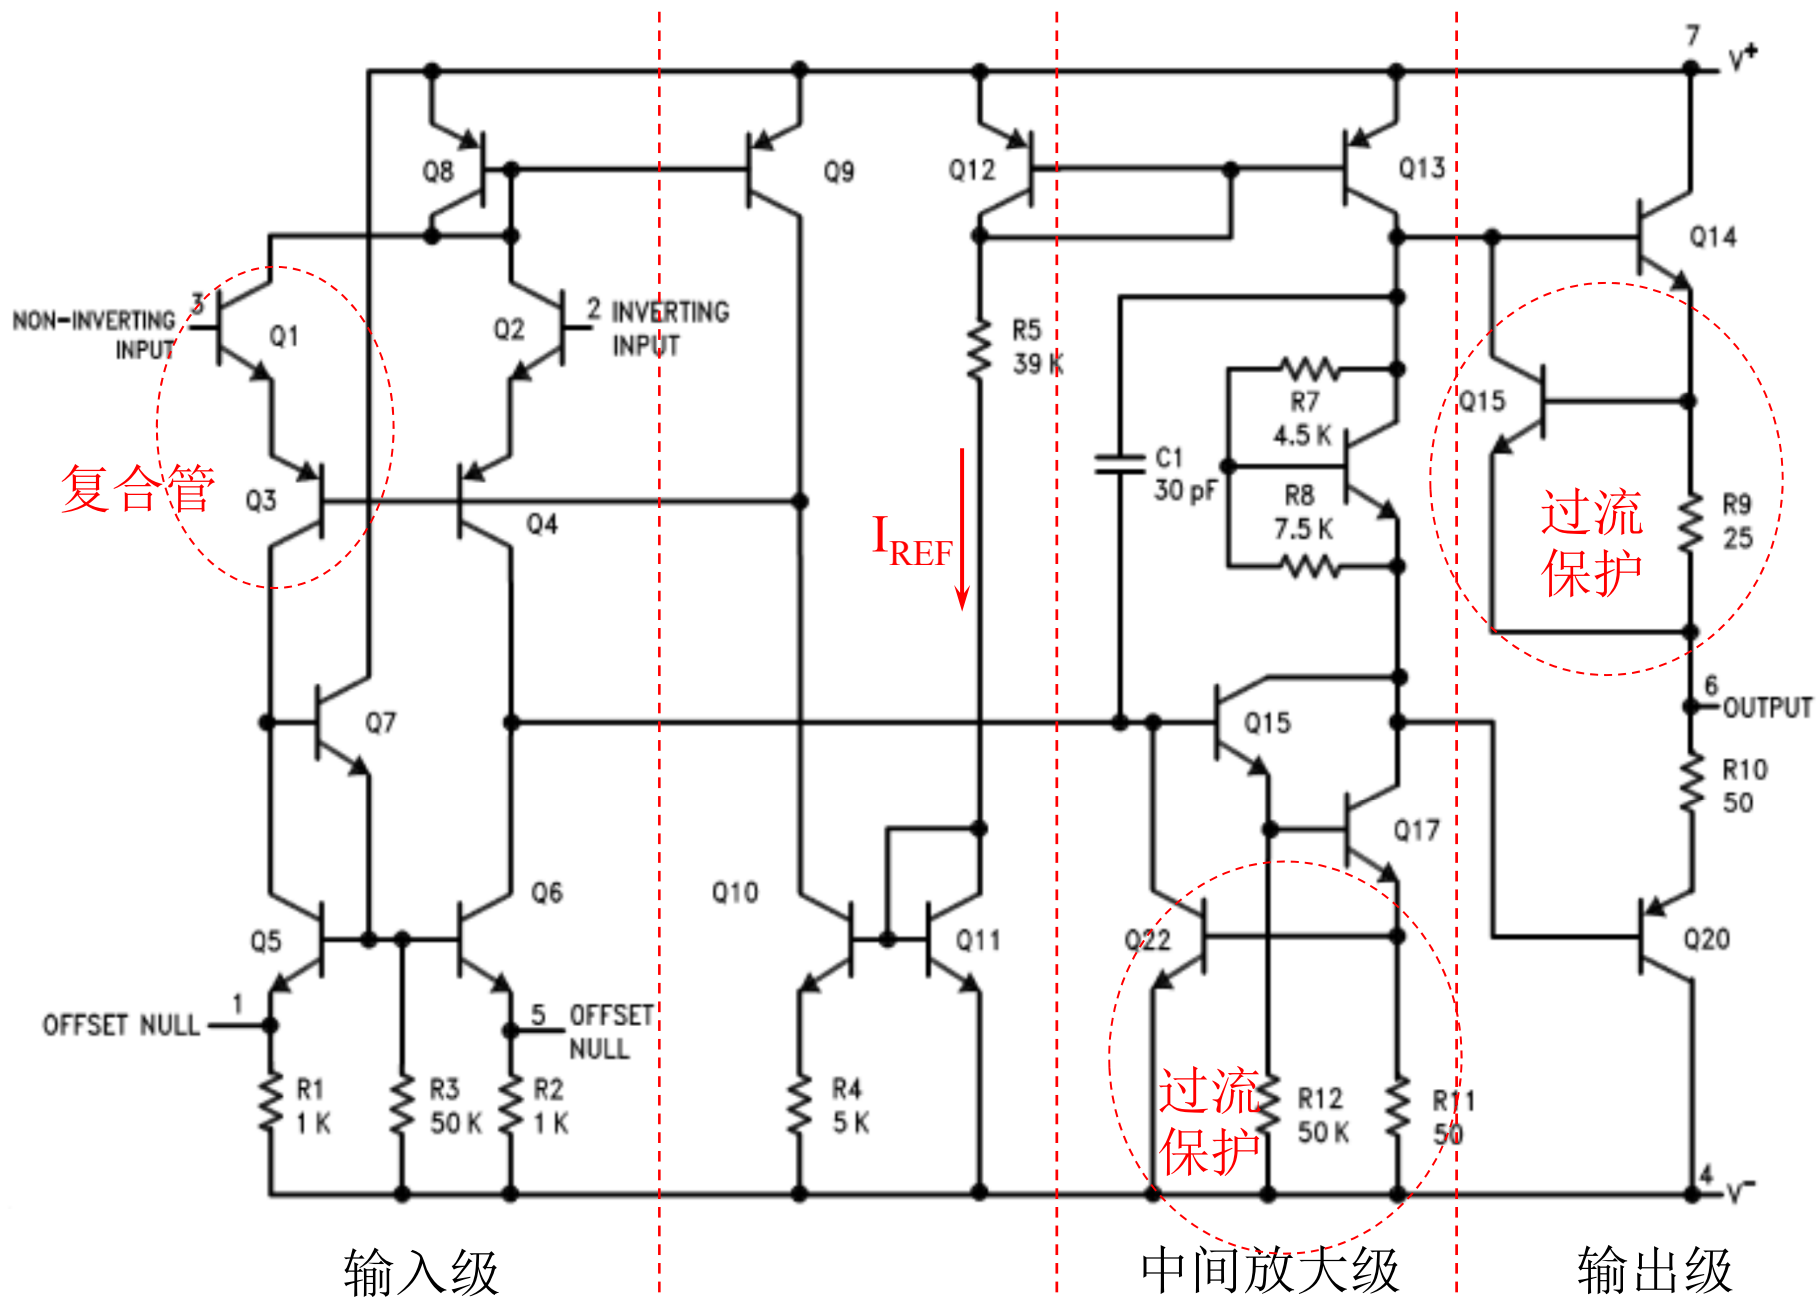 7
V+
Q8
Q9
Q12
Q13
Q14
3
NON-INVERTING
INPUT
Q1
Q2
2 INVERTING
INPUT
R5
39 K
R7
4.5 K
Q15
复合管
Q3
Q4
I_REF
C1
30 pF
R8
7.5 K
过流
保护
R9
25
Q7
Q15
6
OUTPUT
R10
50
Q17
Q5
Q6
Q10
Q11
Q22
Q20
1
OFFSET NULL
5 OFFSET
NULL
R1
1 K
R3
50 K
R2
1 K
R4
5 K
过流
保护
R12
50 K
R11
50
4
V-
输入级
中间放大级
输出级